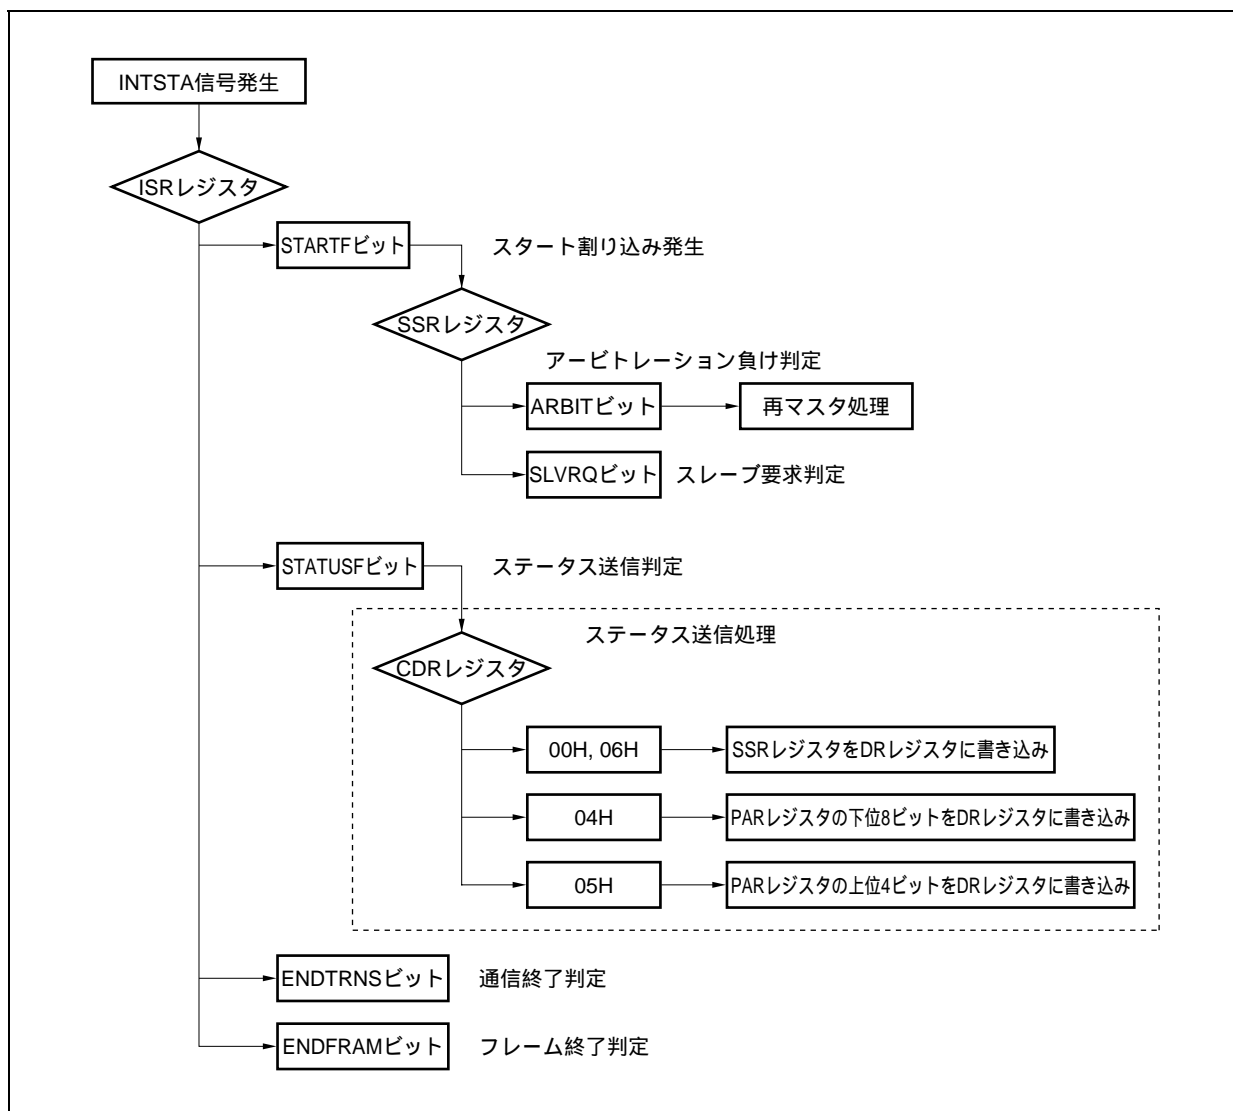 INTSTA信号発生
ISRレジスタ
STARTFビット
スタート割り込み発生
SSRレジスタ
アービトレーション負け判定
ARBITビット
再マスタ処理
SLVRQビット
スレーブ要求判定
STATUSFビット
ステータス送信判定
ステータス送信処理
CDRレジスタ
00H, 06H
SSRレジスタをDRレジスタに書き込み
04H
PARレジスタの下位8ビットをDRレジスタに書き込み
05H
PARレジスタの上位4ビットをDRレジスタに書き込み
ENDTRNSビット
通信終了判定
ENDFRAMビット
フレーム終了判定